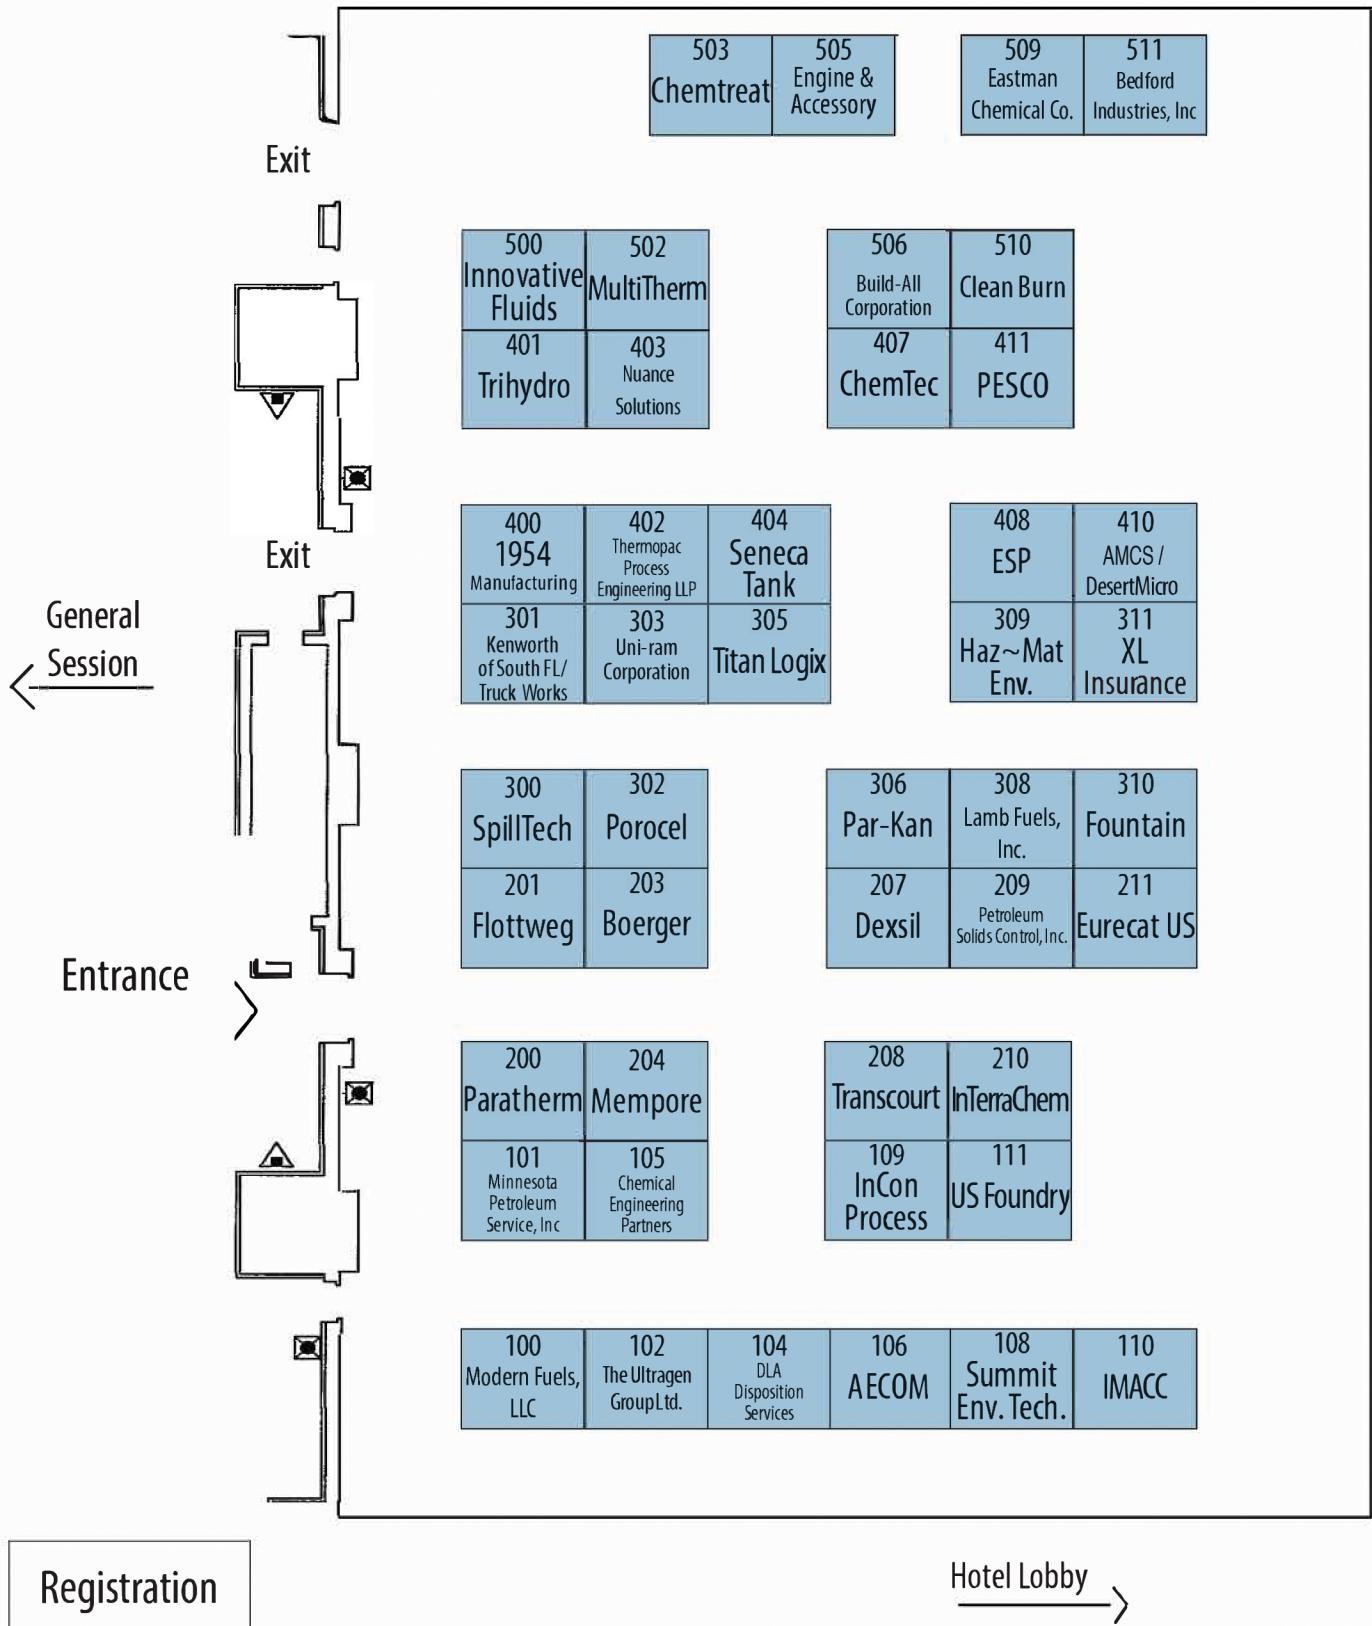 503
Chemtreat
505
Engine &
Accessory
509
Eastman
Chemical Co.
511
Bedford
Industries, Inc
Exit
500
Innovative
Fluids
502
MultiTherm
506
Build-All
Corporation
510
Clean Burn
401
Trihydro
403
Nuance
Solutions
407
ChemTec
411
PESCO
Exit
400
1954
Manufacturing
402
Thermopac
Process
Engineering LLP
404
Seneca
Tank
408
ESP
410
AMCS /
DesertMicro
General
Session
301
Kenworth
of South FL/
Truck Works
303
Uni-ram
Corporation
305
Titan Logix
309
Haz~Mat
Env.
311
XL
Insurance
300
SpillTech
302
Porocel
306
Par-Kan
308
Lamb Fuels,
Inc.
310
Fountain
201
Flottweg
203
Boerger
207
Dexsil
209
Petroleum
Solids Control, Inc.
211
Eurecat US
Entrance
200
Paratherm
204
Mempore
208
Transcourt
210
InTerraChem
101
Minnesota
Petroleum
Service, Inc
105
Chemical
Engineering
Partners
109
InCon
Process
111
US Foundry
100
Modern Fuels,
LLC
102
The Ultragen
Group Ltd.
104
DLA
Disposition
Services
106
AECOM
108
Summit
Env. Tech.
110
IMACC
Registration
Hotel Lobby